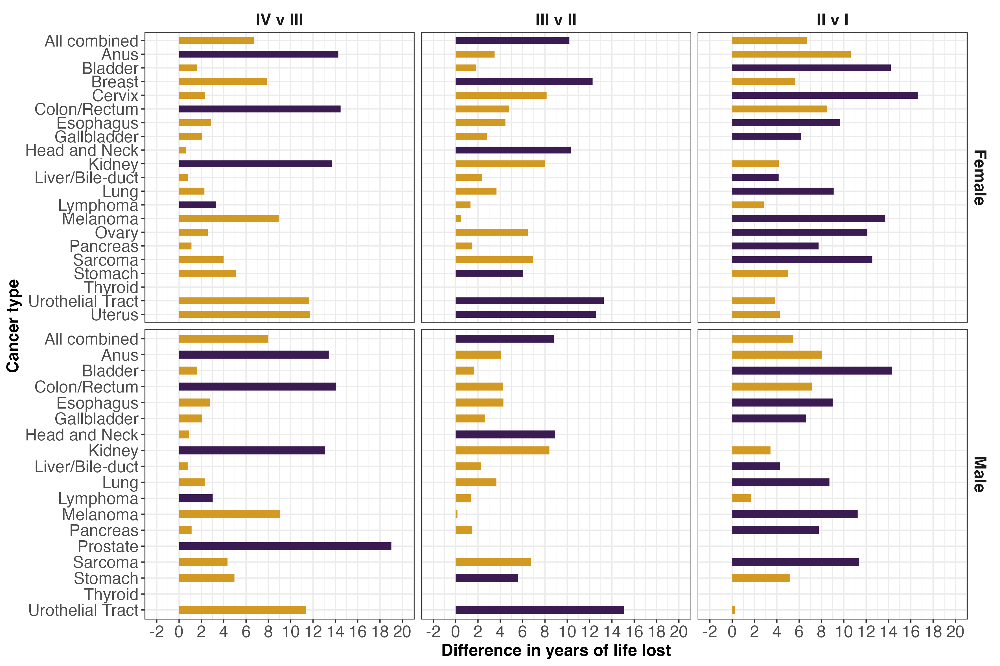 IV v III
III v II
II v I
All combined
Anus
Bladder
Breast
Cervix
Colon/Rectum
Esophagus
Gallbladder
Head and Neck
Kidney
Liver/Bile-duct
Lung
Lymphoma
Melanoma
Ovary
Pancreas
Sarcoma
Stomach
Thyroid
Urothelial Tract
Uterus
Female
Cancer type
All combined
Anus
Bladder
Colon/Rectum
Esophagus
Gallbladder
Head and Neck
Kidney
Liver/Bile-duct
Lung
Lymphoma
Melanoma
Pancreas
Prostate
Sarcoma
Stomach
Thyroid
Urothelial Tract
Male
-2 0 2 4 6 8 10 12 14 16 18 20
-2 0 2 4 6 8 10 12 14 16 18 20
-2 0 2 4 6 8 10 12 14 16 18 20
Difference in years of life lost